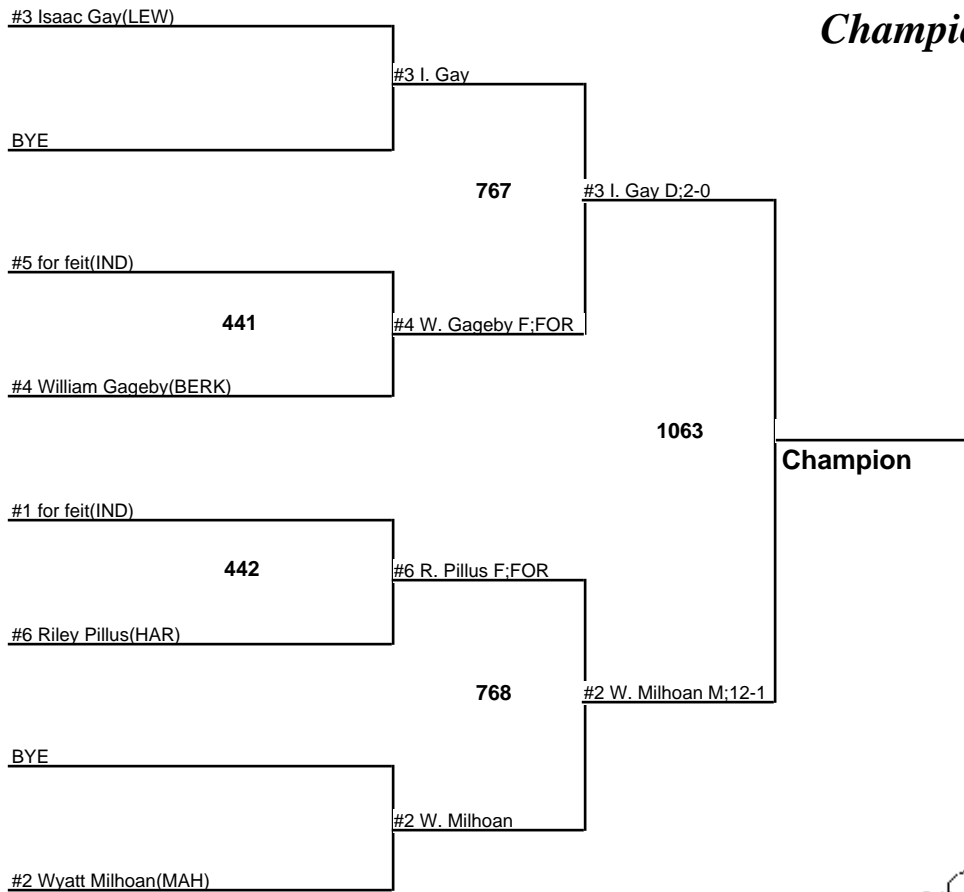 #3 Isaac Gay(LEW)
#3 I. Gay
BYE
767
#3 I. Gay D;2-0
#5 for feit(IND)
441
#4 W. Gageby F;FOR
#4 William Gageby(BERK)
1063
Champion
#1 for feit(IND)
442
#6 R. Pillus F;FOR
#6 Riley Pillus(HAR)
768
#2 W. Milhoan M;12-1
BYE
#2 W. Milhoan
#2 Wyatt Milhoan(MAH)